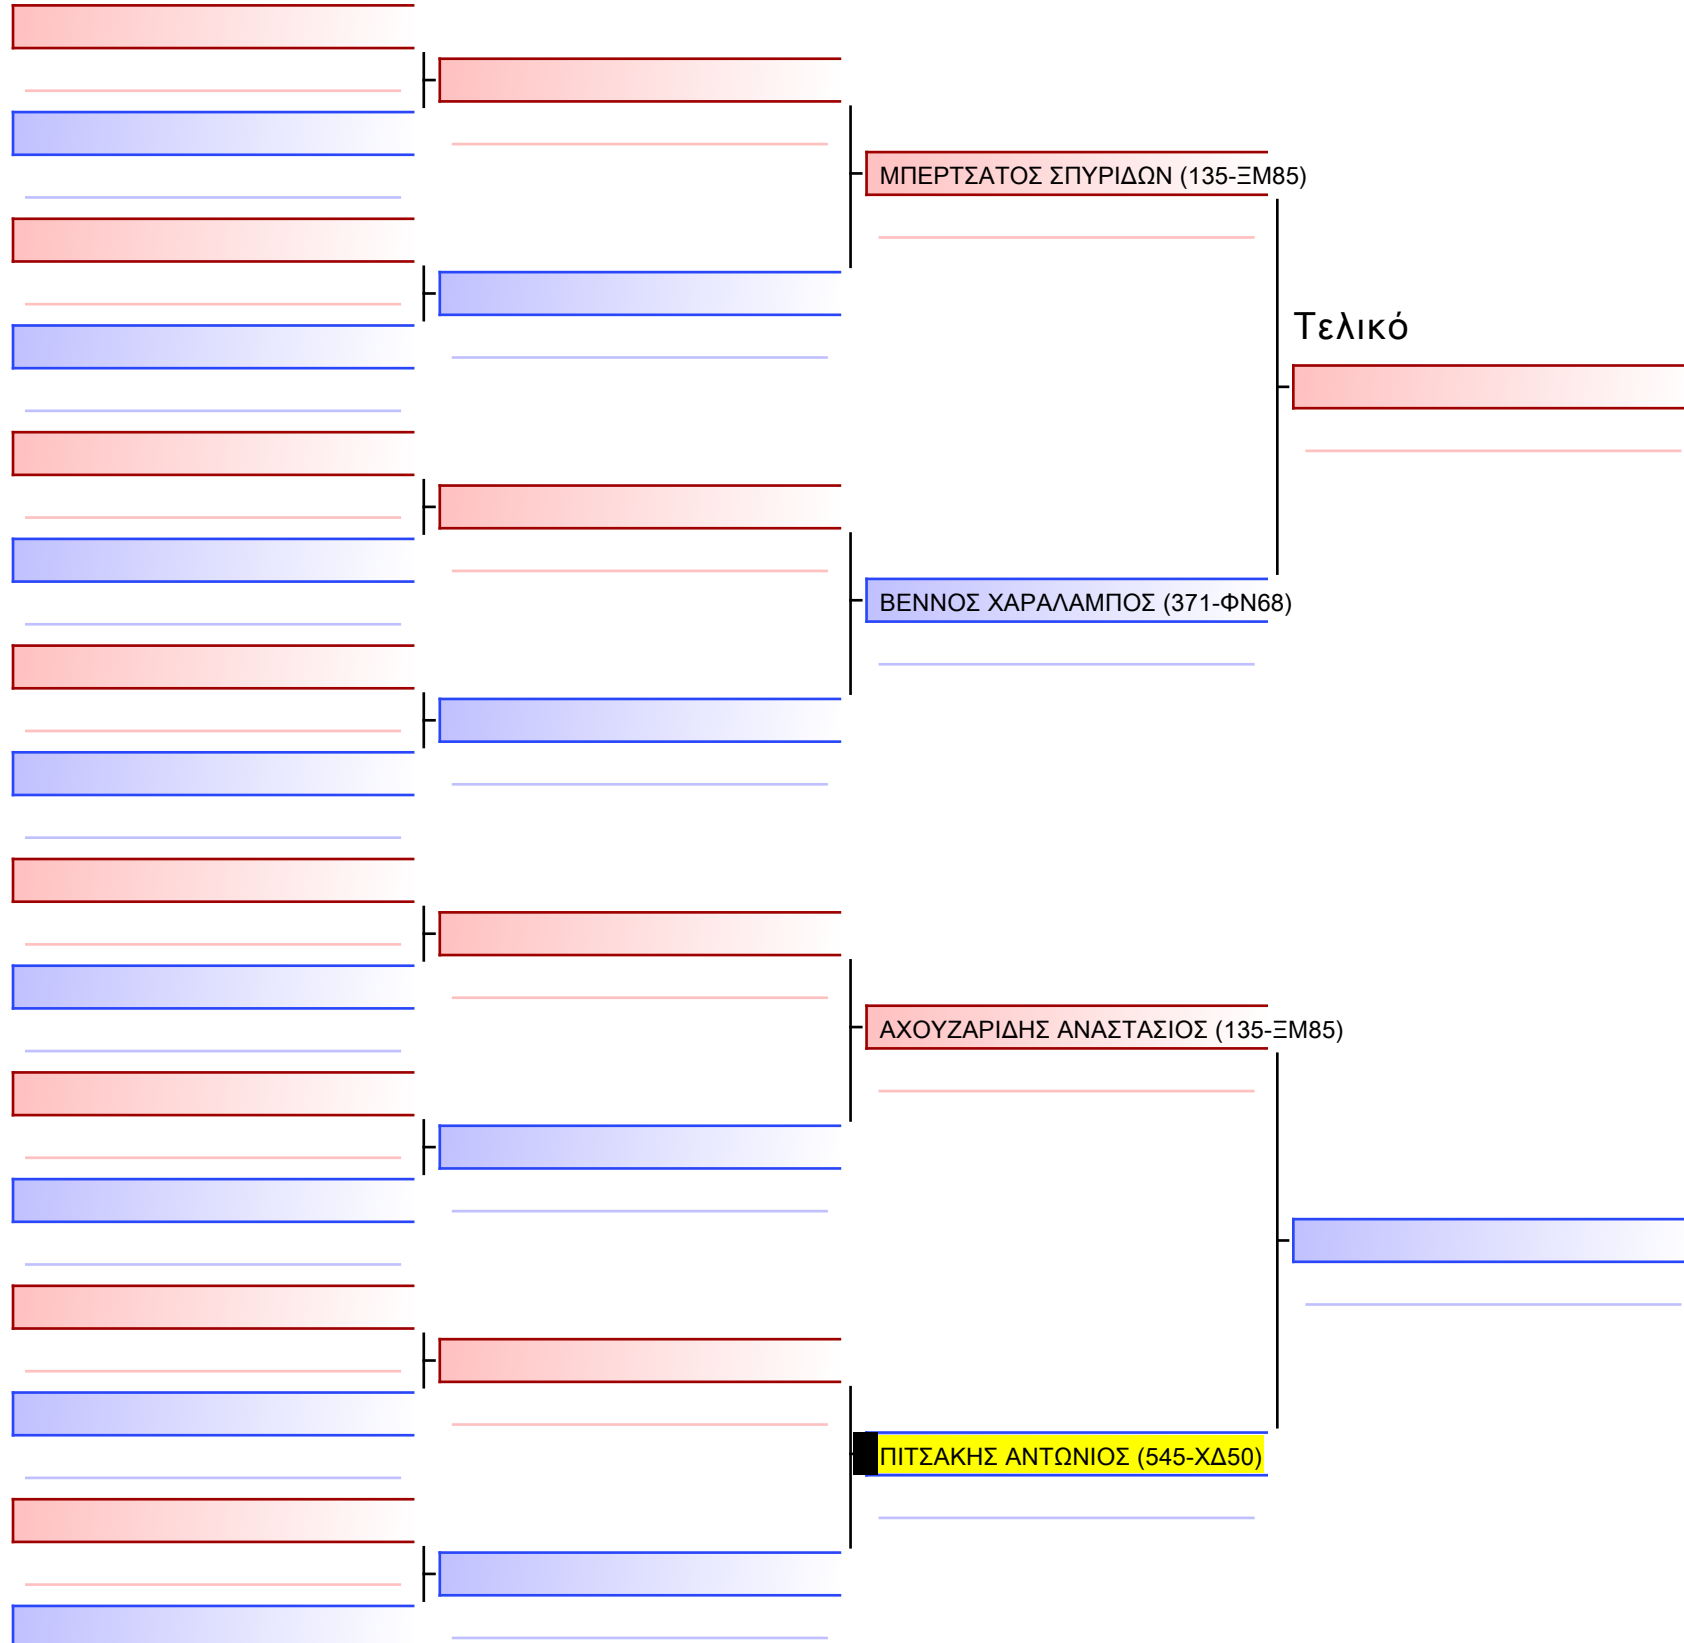 ΜΠΕΡΤΣΑΤΟΣ ΣΠΥΡΙΔΩΝ (135-ΞΜ85)
Τελικό
ΒΕΝΝΟΣ ΧΑΡΑΛΑΜΠΟΣ (371-ΦΝ68)
ΑΧΟΥΖΑΡΙΔΗΣ ΑΝΑΣΤΑΣΙΟΣ (135-ΞΜ85)
ΠΙΤΣΑΚΗΣ ΑΝΤΩΝΙΟΣ (545-ΧΔ50)